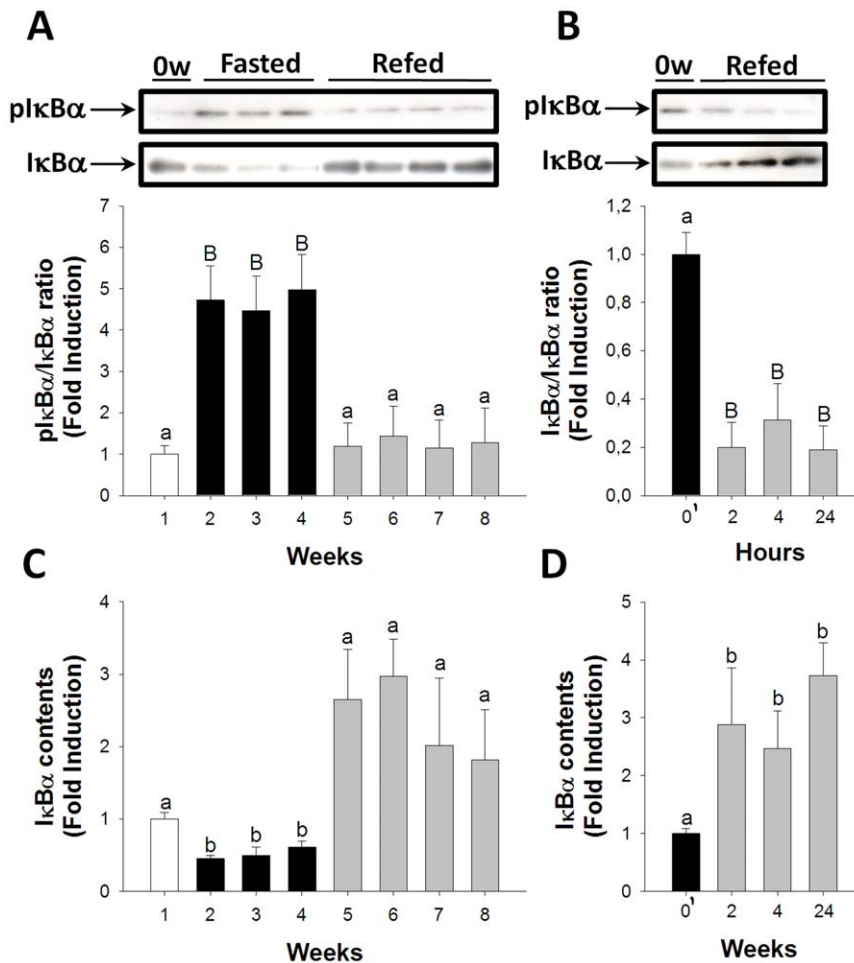 A
0w Fasted Refed
pIκBα
IκBα
pIκBα/IκBα ratio
(Fold Induction)
7
6
5
4
3
2
1
0
a B B B a a a a
1 2 3 4 5 6 7 8
Weeks
B
0w Refed
pIκBα
IκBα
IκBα/IκBα ratio
(Fold Induction)
1,2
1,0
0,8
0,6
0,4
0,2
0,0
a B B B
0' 2 4 24
Hours
C
IκBα contents
(Fold Induction)
4
3
2
1
0
a b b b a a a a
1 2 3 4 5 6 7 8
Weeks
D
IκBα contents
(Fold Induction)
5
4
3
2
1
0
a b b b
0' 2 4 24
Weeks